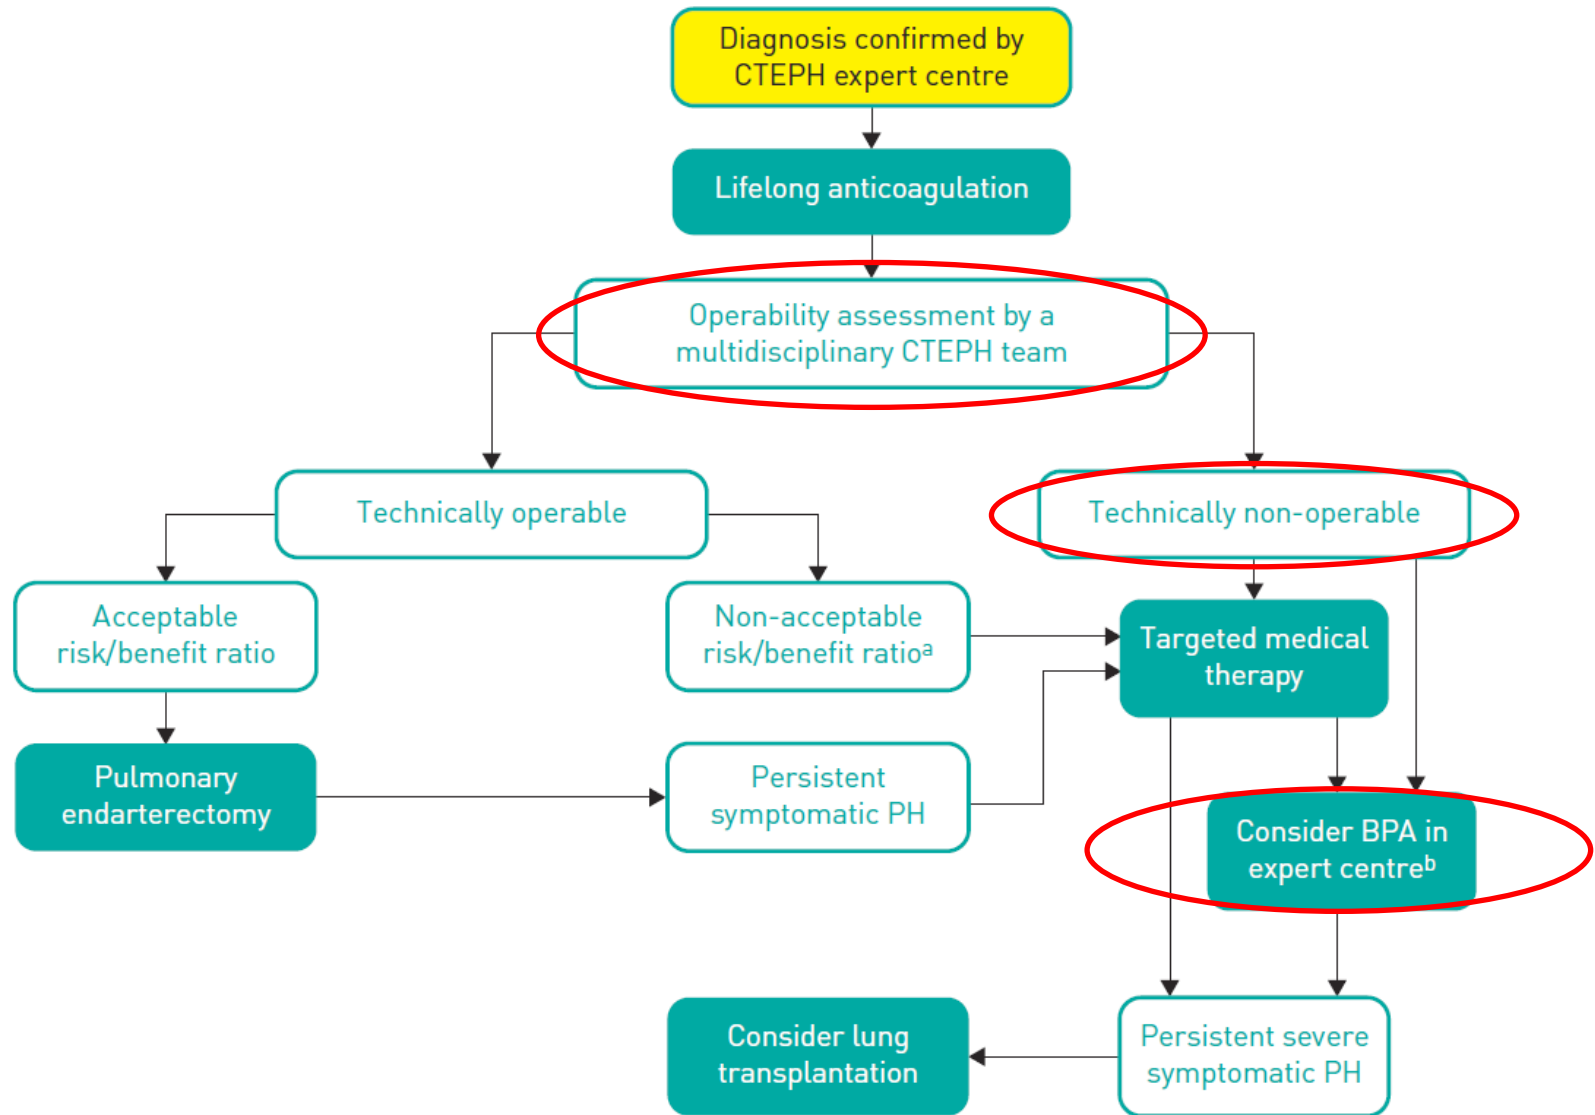 Diagnosis confirmed by
CTEPH expert centre
Lifelong anticoagulation
Operability assessment by a
multidisciplinary CTEPH team
Technically operable
Technically non-operable
Acceptable
risk/benefit ratio
Non-acceptable
risk/benefit ratioᵃ
Targeted medical
therapy
Pulmonary
endarterectomy
Persistent
symptomatic PH
Consider BPA in
expert centreᵇ
Consider lung
transplantation
Persistent severe
symptomatic PH